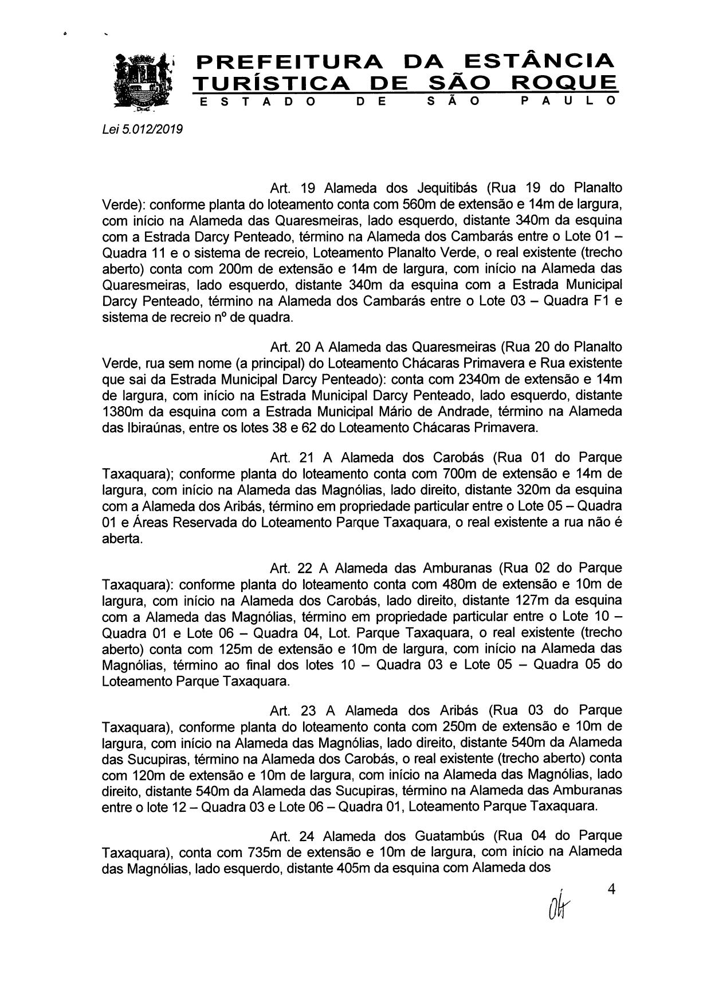 PREFEITURA DA ESTÂNCIA
TURÍSTICA DE SÃO ROQUE
ESTADO DE SÃO PAULO
Lei 5.012/2019
Art. 19 Alameda dos Jequitibás (Rua 19 do Planalto
Verde): conforme planta do loteamento conta com 560m de extensão e 14m de largura,
com início na Alameda das Quaresmeiras, lado esquerdo, distante 340m da esquina
com a Estrada Darcy Penteado, término na Alameda dos Cambarás entre o Lote 01 –
Quadra 11 e o sistema de recreio, Loteamento Planalto Verde, o real existente (trecho
aberto) conta com 200m de extensão e 14m de largura, com início na Alameda das
Quaresmeiras, lado esquerdo, distante 340m da esquina com a Estrada Municipal
Darcy Penteado, término na Alameda dos Cambarás entre o Lote 03 – Quadra F1 e
sistema de recreio nº de quadra.
Art. 20 A Alameda das Quaresmeiras (Rua 20 do Planalto
Verde, rua sem nome (a principal) do Loteamento Chácaras Primavera e Rua existente
que sai da Estrada Municipal Darcy Penteado): conta com 2340m de extensão e 14m
de largura, com início na Estrada Municipal Darcy Penteado, lado esquerdo, distante
1380m da esquina com a Estrada Municipal Mário de Andrade, término na Alameda
das Ibiraúnas, entre os lotes 38 e 62 do Loteamento Chácaras Primavera.
Art. 21 A Alameda dos Carobás (Rua 01 do Parque
Taxaquara); conforme planta do loteamento conta com 700m de extensão e 14m de
largura, com início na Alameda das Magnólias, lado direito, distante 320m da esquina
com a Alameda dos Aribás, término em propriedade particular entre o Lote 05 – Quadra
01 e Áreas Reservada do Loteamento Parque Taxaquara, o real existente a rua não é
aberta.
Art. 22 A Alameda das Amburanas (Rua 02 do Parque
Taxaquara): conforme planta do loteamento conta com 480m de extensão e 10m de
largura, com início na Alameda dos Carobás, lado direito, distante 127m da esquina
com a Alameda das Magnólias, término em propriedade particular entre o Lote 10 –
Quadra 01 e Lote 06 – Quadra 04, Lot. Parque Taxaquara, o real existente (trecho
aberto) conta com 125m de extensão e 10m de largura, com início na Alameda das
Magnólias, término ao final dos lotes 10 – Quadra 03 e Lote 05 – Quadra 05 do
Loteamento Parque Taxaquara.
Art. 23 A Alameda dos Aribás (Rua 03 do Parque
Taxaquara), conforme planta do loteamento conta com 250m de extensão e 10m de
largura, com início na Alameda das Magnólias, lado direito, distante 540m da Alameda
das Sucupiras, término na Alameda dos Carobás, o real existente (trecho aberto) conta
com 120m de extensão e 10m de largura, com início na Alameda das Magnólias, lado
direito, distante 540m da Alameda das Sucupiras, término na Alameda das Amburanas
entre o lote 12 – Quadra 03 e Lote 06 – Quadra 01, Loteamento Parque Taxaquara.
Art. 24 Alameda dos Guatambús (Rua 04 do Parque
Taxaquara), conta com 735m de extensão e 10m de largura, com início na Alameda
das Magnólias, lado esquerdo, distante 405m da esquina com Alameda dos
4